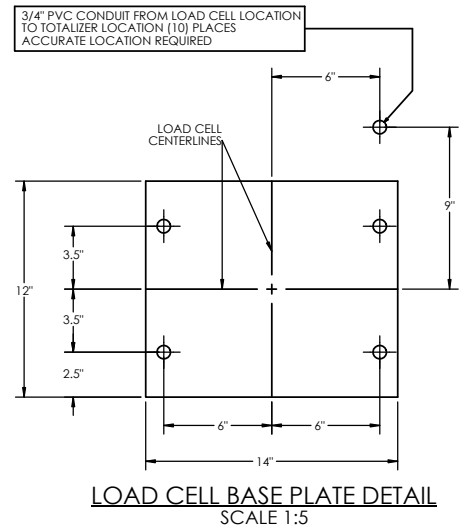 3/4" PVC CONDUIT FROM LOAD CELL LOCATION
TO TOTALIZER LOCATION (10) PLACES
ACCURATE LOCATION REQUIRED
6"
LOAD CELL
CENTERLINES
9"
3.5"
12"
3.5"
2.5"
6"
6"
14"
LOAD CELL BASE PLATE DETAIL
SCALE 1:5